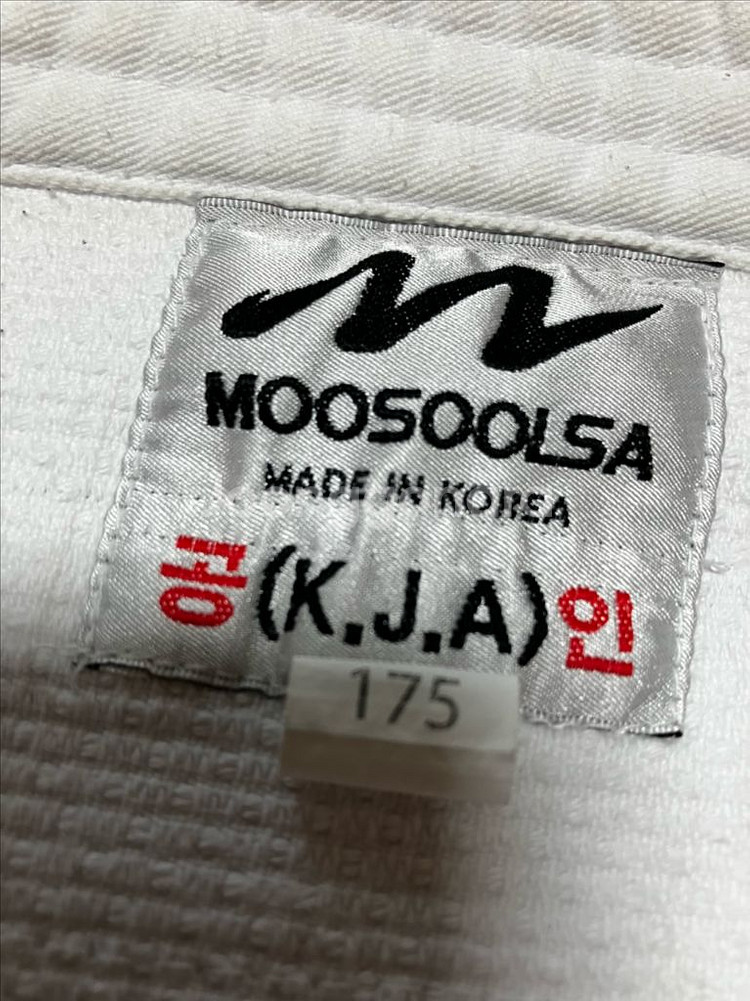 MOOSOOLSA
MADE IN KOREA
공 (K.J.A) 인
175